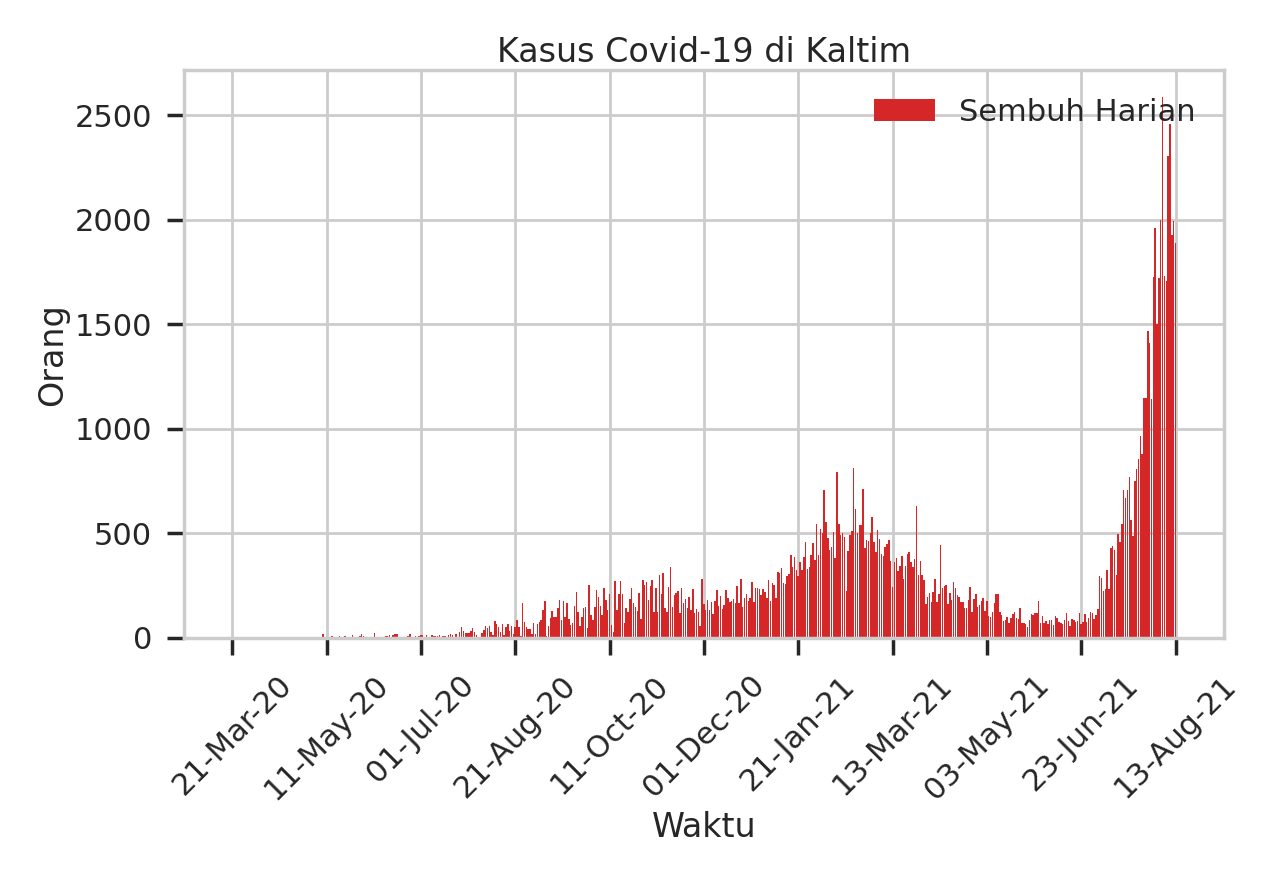 Kasus Covid-19 di Kaltim
Sembuh Harian
Orang
2500
2000
1500
1000
500
0
21-Mar-20
11-May-20
01-Jul-20
21-Aug-20
11-Oct-20
01-Dec-20
21-Jan-21
13-Mar-21
03-May-21
23-Jun-21
13-Aug-21
Waktu